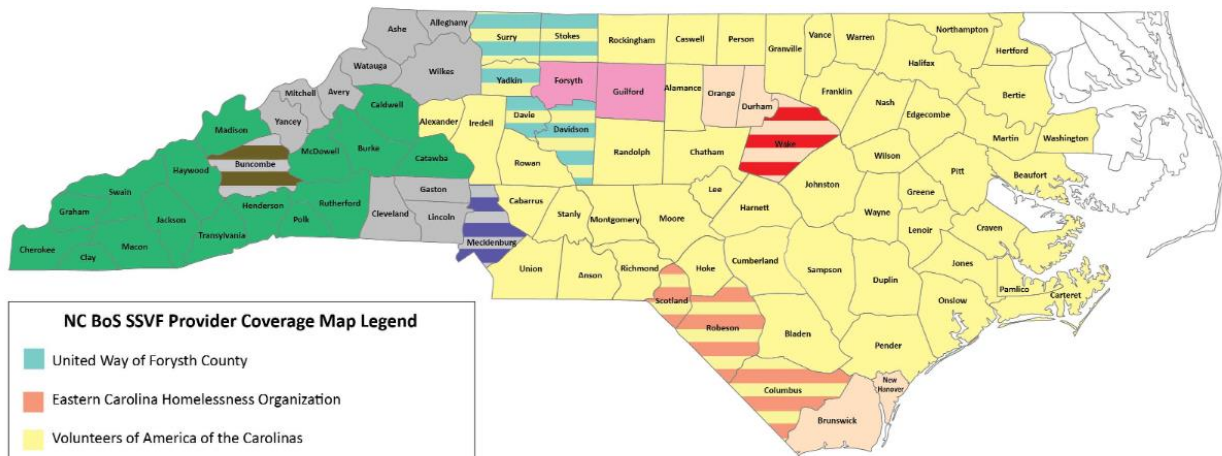 Ashe
Alleghany
Surry
Stokes
Rockingham
Caswell
Person
Granville
Vance
Warren
Northampton
Hertford
Halifax
Watauga
Wilkes
Yadkin
Forsyth
Guilford
Alamance
Orange
Durham
Franklin
Nash
Edgecombe
Bertie
Mitchell
Avery
Yancey
Caldwell
Alexander
Iredell
Davie
Davidson
Wake
Martin
Washington
Madison
Buncombe
McDowell
Burke
Catawba
Rowan
Randolph
Chatham
Wilson
Pitt
Beaufort
Haywood
Swain
Graham
Jackson
Henderson
Polk
Rutherford
Cleveland
Gaston
Lincoln
Cabarrus
Stanly
Montgomery
Moore
Lee
Harnett
Johnston
Greene
Wayne
Lenoir
Craven
Cherokee
Clay
Macon
Transylvania
Mecklenburg
Union
Anson
Richmond
Hoke
Cumberland
Sampson
Duplin
Jones
Pamlico
Carteret
Onslow
Scotland
Robeson
Bladen
Pender
Columbus
New
Hanover
Brunswick
NC BoS SSVF Provider Coverage Map Legend
United Way of Forysth County
Eastern Carolina Homelessness Organization
Volunteers of America of the Carolinas